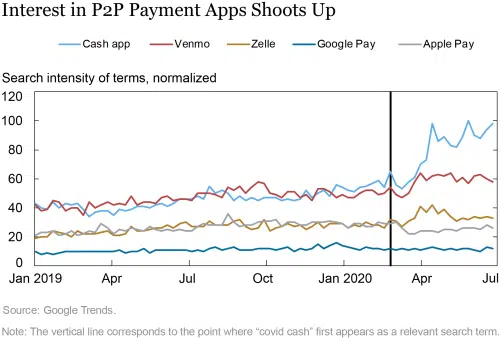 Interest in P2P Payment Apps Shoots Up
Cash app Venmo Zelle Google Pay Apple Pay
Search intensity of terms, normalized
120
100
80
60
40
20
0
Jan 2019 Apr Jul Oct Jan 2020 Apr Jul
Source: Google Trends.
Note: The vertical line corresponds to the point where “covid cash” first appears as a relevant search term.